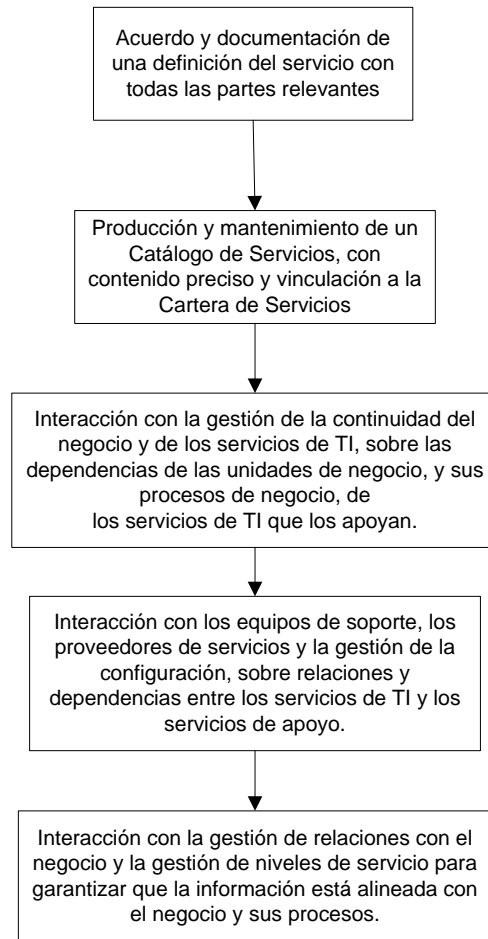 Acuerdo y documentación de
una definición del servicio con
todas las partes relevantes
Producción y mantenimiento de un
Catálogo de Servicios, con
contenido preciso y vinculación a la
Cartera de Servicios
Interacción con la gestión de la continuidad del
negocio y de los servicios de TI, sobre las
dependencias de las unidades de negocio, y sus
procesos de negocio, de
los servicios de TI que los apoyan.
Interacción con los equipos de soporte, los
proveedores de servicios y la gestión de la
configuración, sobre relaciones y
dependencias entre los servicios de TI y los
servicios de apoyo.
Interacción con la gestión de relaciones con el
negocio y la gestión de niveles de servicio para
garantizar que la información está alineada con
el negocio y sus procesos.